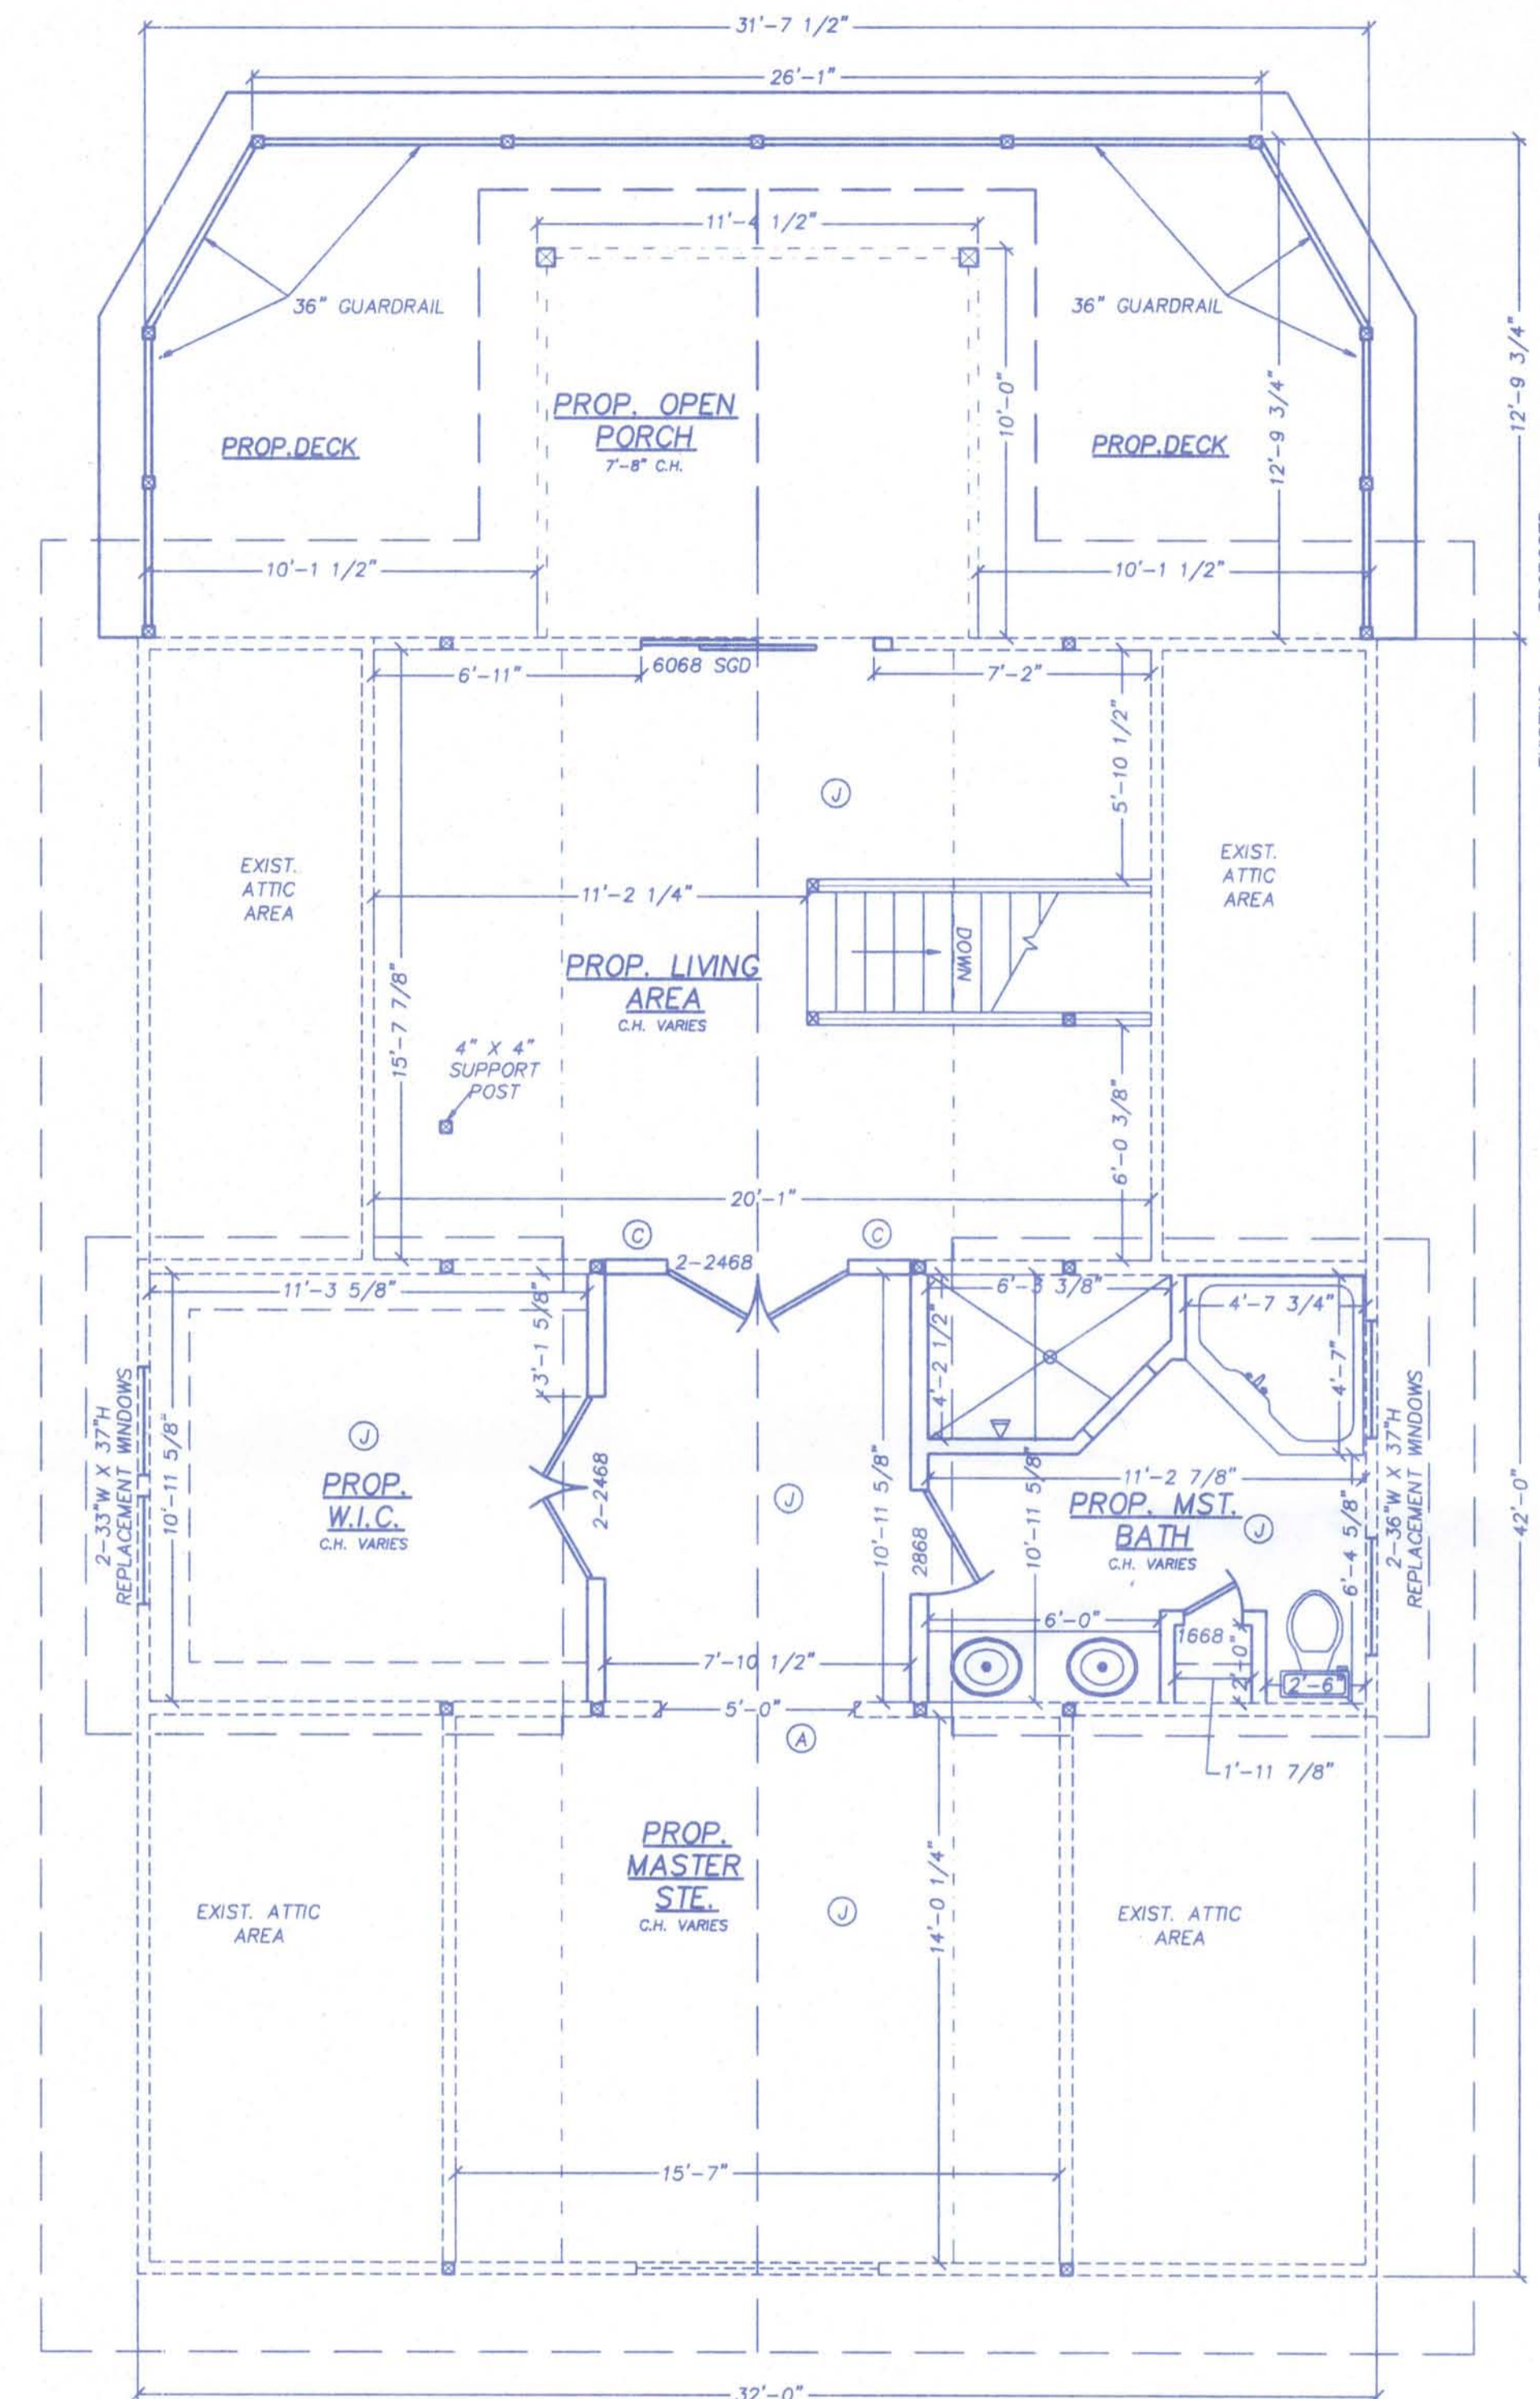 31'-7 1/2"
26'-1"
11'-4 1/2"
36" GUARDRAIL
36" GUARDRAIL
12'-9 3/4"
12'-9 3/4"
10'-0"
PROP. OPEN
PORCH
7'-8" C.H.
PROP.DECK
PROP.DECK
10'-1 1/2"
10'-1 1/2"
6'-11"
6068 SGD
7'-2"
5'-10 1/2"
J
EXIST.
ATTIC
AREA
EXIST.
ATTIC
AREA
11'-2 1/4"
DOWN
PROP. LIVING
AREA
C.H. VARIES
15'-7 7/8"
4" X 4"
SUPPORT
POST
6'-0 3/8"
20'-1"
C
C
2-2468
11'-3 5/8"
3'-1 5/8"
6'-3 3/8"
4'-7 3/4"
4'-2 1/2"
4'-7"
2-33"W X 37"H
REPLACEMENT WINDOWS
10'-11 5/8"
J
PROP.
W.I.C.
C.H. VARIES
2-2468
J
10'-11 5/8"
2868
10'-11 5/8"
11'-2 7/8"
PROP. MST.
BATH
C.H. VARIES
J
6'-4 5/8"
2-36"W X 37"H
REPLACEMENT WINDOWS
42'-0"
6'-0"
1668
2'-0"
2'-6"
7'-10 1/2"
5'-0"
A
1'-11 7/8"
PROP.
MASTER
STE.
C.H. VARIES
J
14'-0 1/4"
EXIST. ATTIC
AREA
EXIST. ATTIC
AREA
15'-7"
32'-0"